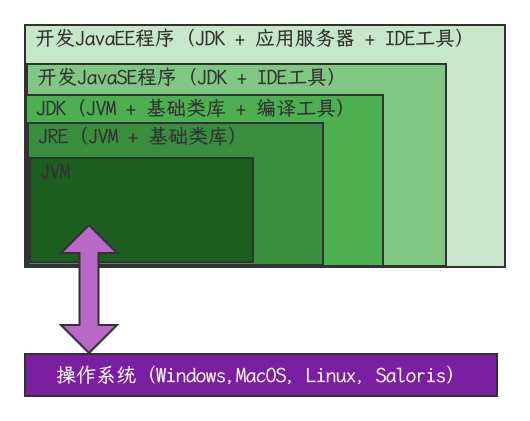 开发JavaEE程序 (JDK + 应用服务器 + IDE工具)
开发JavaSE程序 (JDK + IDE工具)
JDK (JVM + 基础类库 + 编译工具)
JRE (JVM + 基础类库)
JVM
操作系统 (Windows,MacOS, Linux, Saloris)